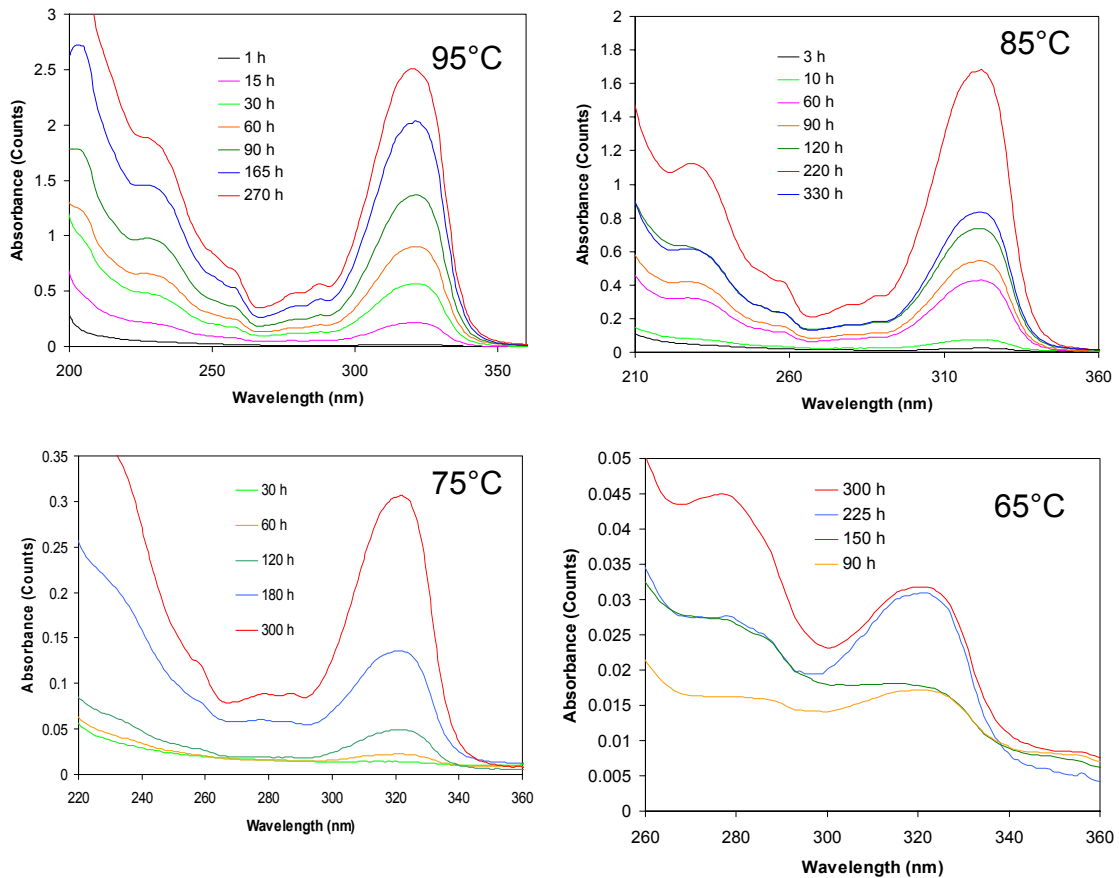 95°C
Absorbance (Counts)
3
2.5
2
1.5
1
0.5
0
1 h
15 h
30 h
60 h
90 h
165 h
270 h
200 250 300 350
Wavelength (nm)
85°C
Absorbance (Counts)
2
1.8
1.6
1.4
1.2
1
0.8
0.6
0.4
0.2
0
3 h
10 h
60 h
90 h
120 h
220 h
330 h
210 260 310 360
Wavelength (nm)
75°C
Absorbance (Counts)
0.35
0.3
0.25
0.2
0.15
0.1
0.05
0
30 h
60 h
120 h
180 h
300 h
220 240 260 280 300 320 340 360
Wavelength (nm)
65°C
Absorbance (Counts)
0.05
0.045
0.04
0.035
0.03
0.025
0.02
0.015
0.01
0.005
0
300 h
225 h
150 h
90 h
260 280 300 320 340 360
Wavelength (nm)